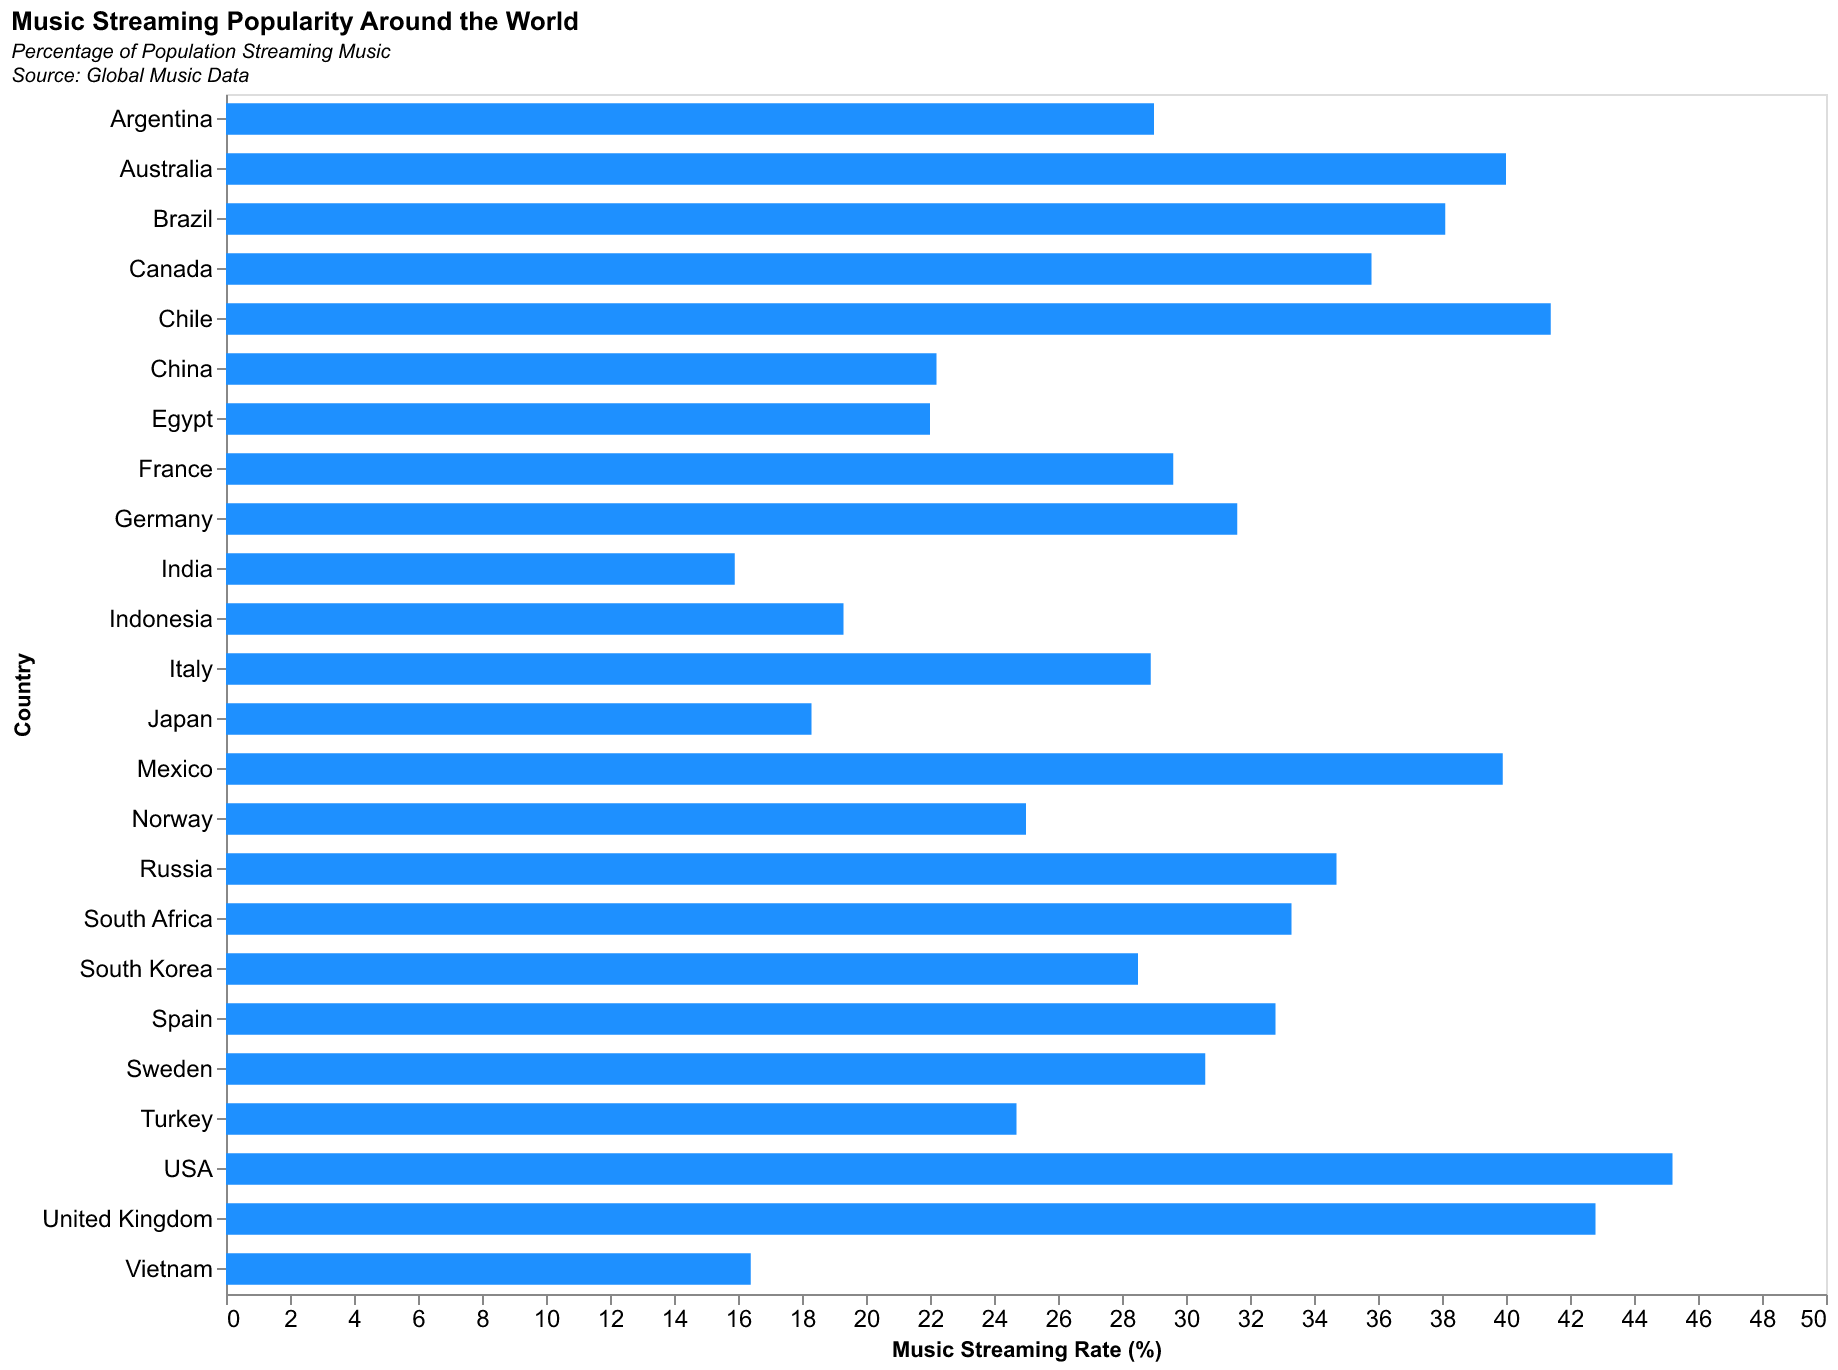 Music Streaming Popularity Around the World
Percentage of Population Streaming Music
Source: Global Music Data
Country
Argentina
Australia
Brazil
Canada
Chile
China
Egypt
France
Germany
India
Indonesia
Italy
Japan
Mexico
Norway
Russia
South Africa
South Korea
Spain
Sweden
Turkey
USA
United Kingdom
Vietnam
0 2 4 6 8 10 12 14 16 18 20 22 24 26 28 30 32 34 36 38 40 42 44 46 48 50
Music Streaming Rate (%)